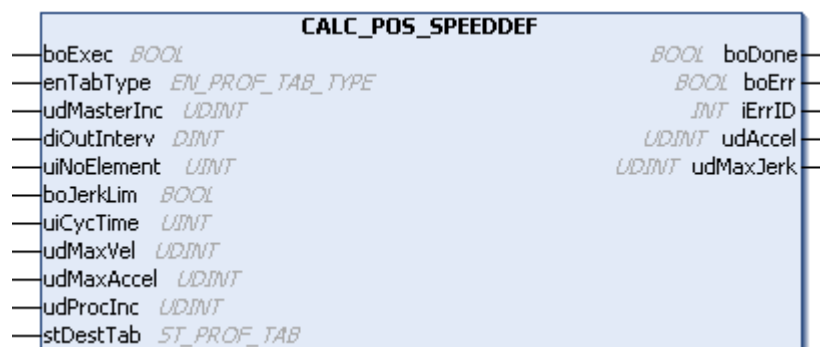 CALC_POS_SPEEDDEF
boExec BOOL BOOL boDone
enTabType EN_PROF_TAB_TYPE BOOL boErr
udMasterInc UDINT INT iErrID
diOutInterv DINT UDINT udAccel
uiNoElement UINT UDINT udMaxJerk
boJerkLim BOOL
uiCycTime UINT
udMaxVel UDINT
udMaxAccel UDINT
udProcInc UDINT
stDestTab ST_PROF_TAB